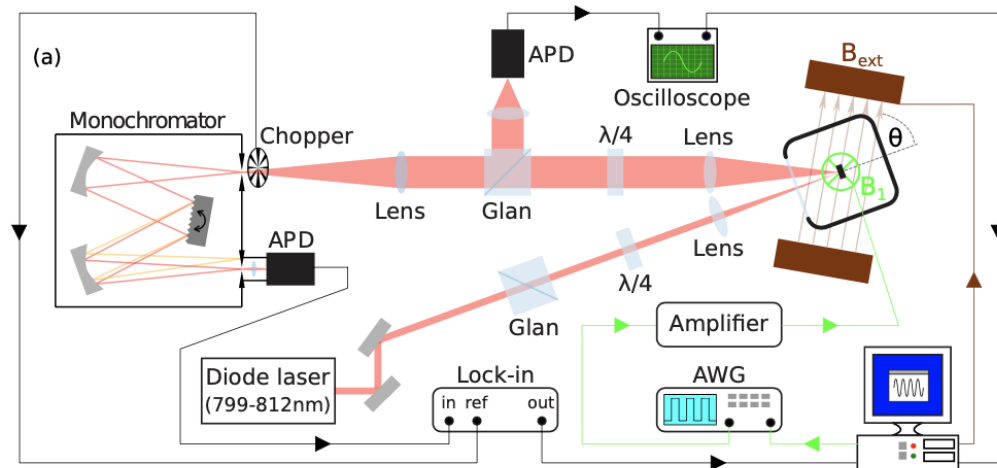 (a)
Monochromator
Chopper
APD
Lens
Glan
APD
Oscilloscope
λ/4
Lens
B_ext
θ
B_1
Lens
λ/4
Glan
Diode laser
(799-812nm)
Lock-in
in ref out
Amplifier
AWG